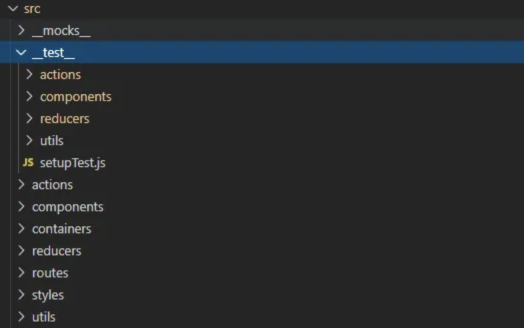 src
__mocks__
__test__
actions
components
reducers
utils
JS setupTest.js
actions
components
containers
reducers
routes
styles
utils